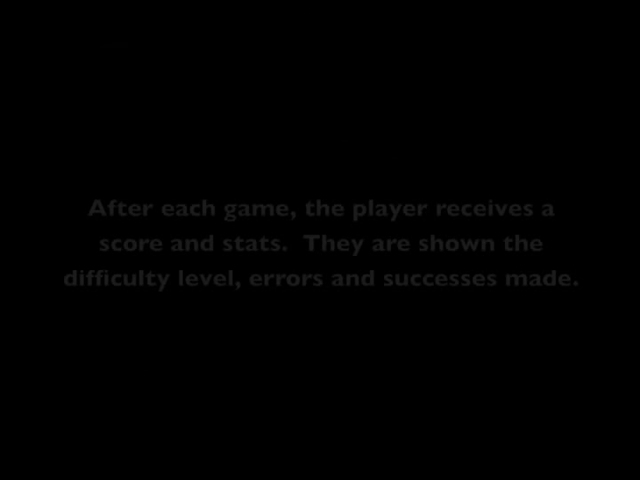 After each game, the player receives a
score and stats.  They are shown the
difficulty level, errors and successes made.